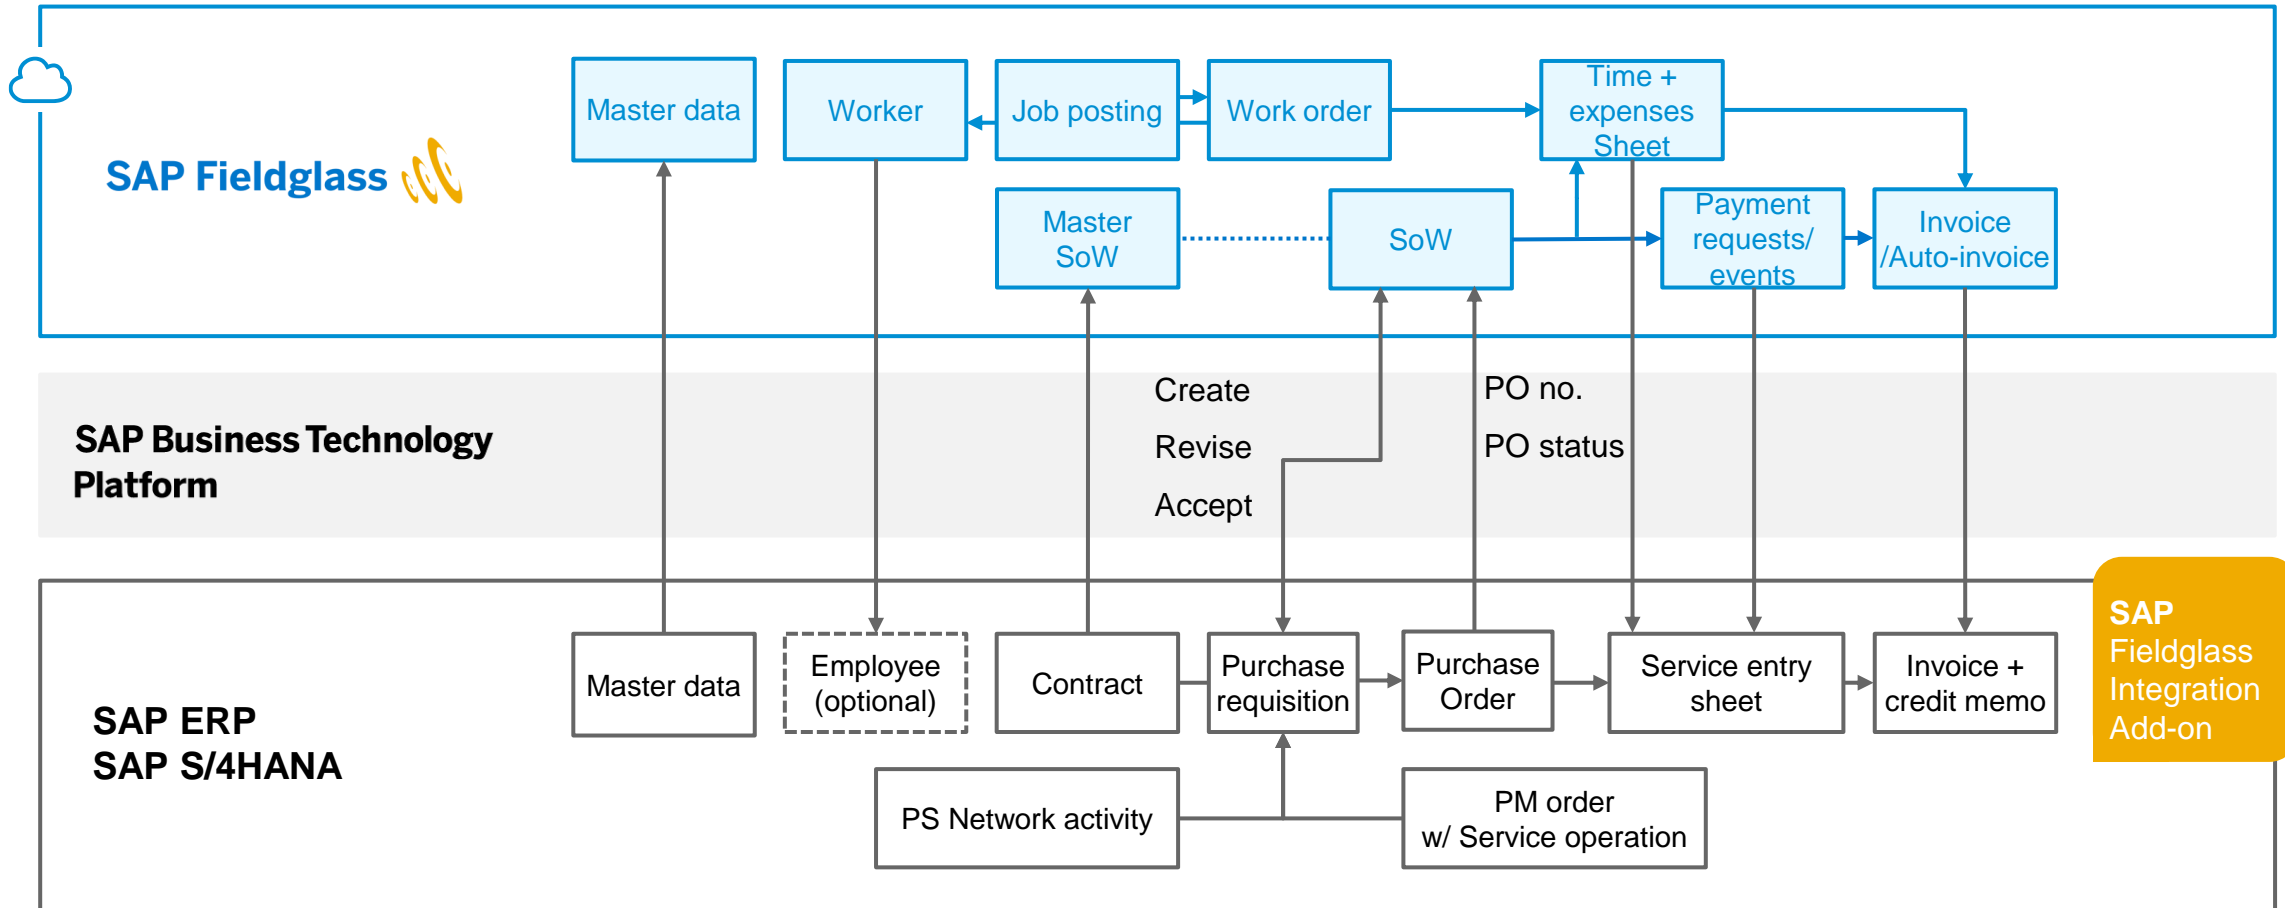 Master data
Worker
Job posting
Work order
Time +
expenses
Sheet
SAP Fieldglass
Master
SoW
SoW
Payment
requests/
events
Invoice
/Auto-invoice
Create
Revise
Accept
PO no.
PO status
SAP Business Technology
Platform
SAP
Fieldglass
Integration
Add-on
Master data
Employee
(optional)
Contract
Purchase
requisition
Purchase
Order
Service entry
sheet
Invoice +
credit memo
SAP ERP
SAP S/4HANA
PS Network activity
PM order
w/ Service operation